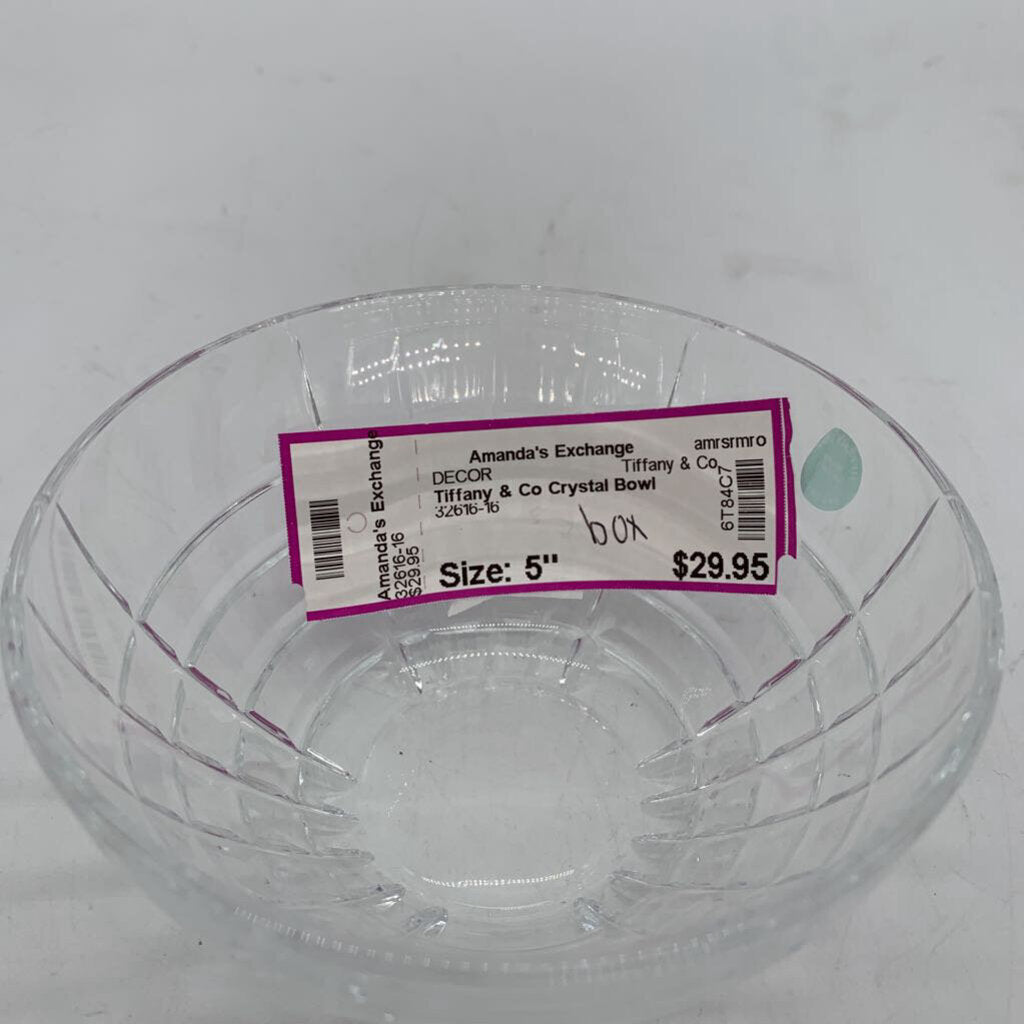 Amanda's Exchange
32616-16
$29.95
Amanda's Exchange
amrsrmro
DECOR
Tiffany & Co
Tiffany & Co Crystal Bowl
32616-16
box
6T84C7
Size: 5"
$29.95